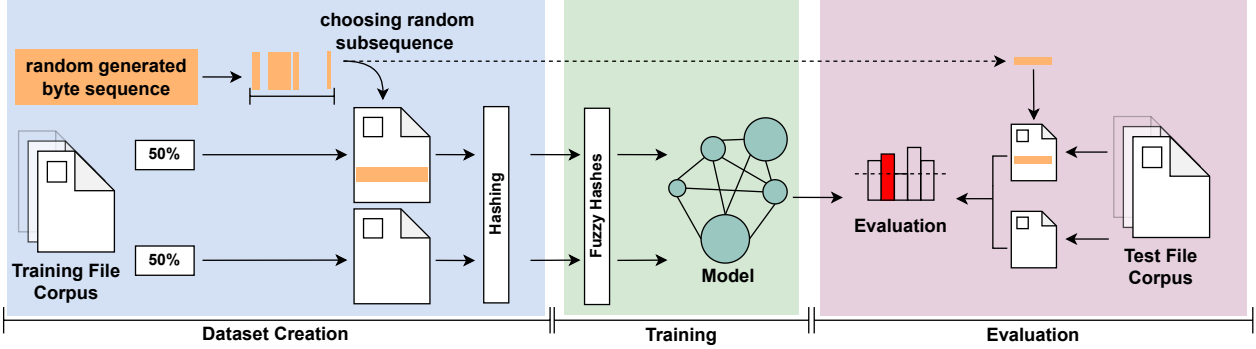 choosing random
subsequence
random generated
byte sequence
50%
50%
Training File
Corpus
Hashing
Fuzzy Hashes
Model
Evaluation
Test File
Corpus
Dataset Creation
Training
Evaluation